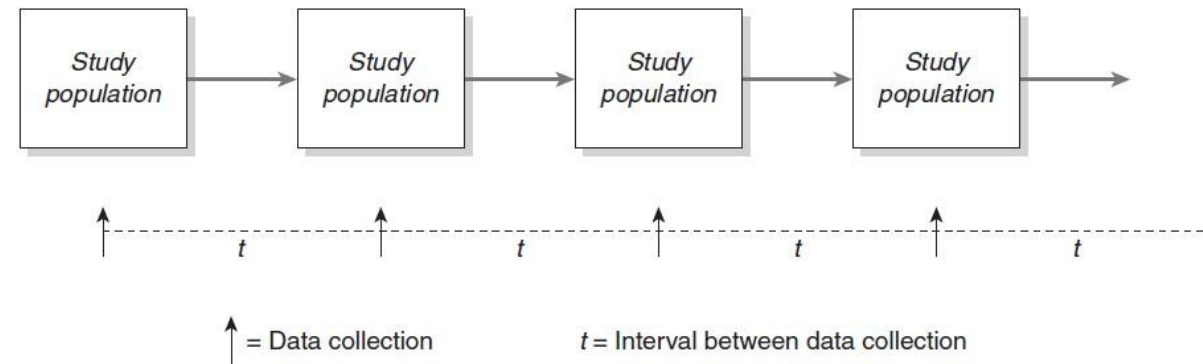 Study
population
Study
population
Study
population
Study
population
t
t
t
t
= Data collection
t = Interval between data collection